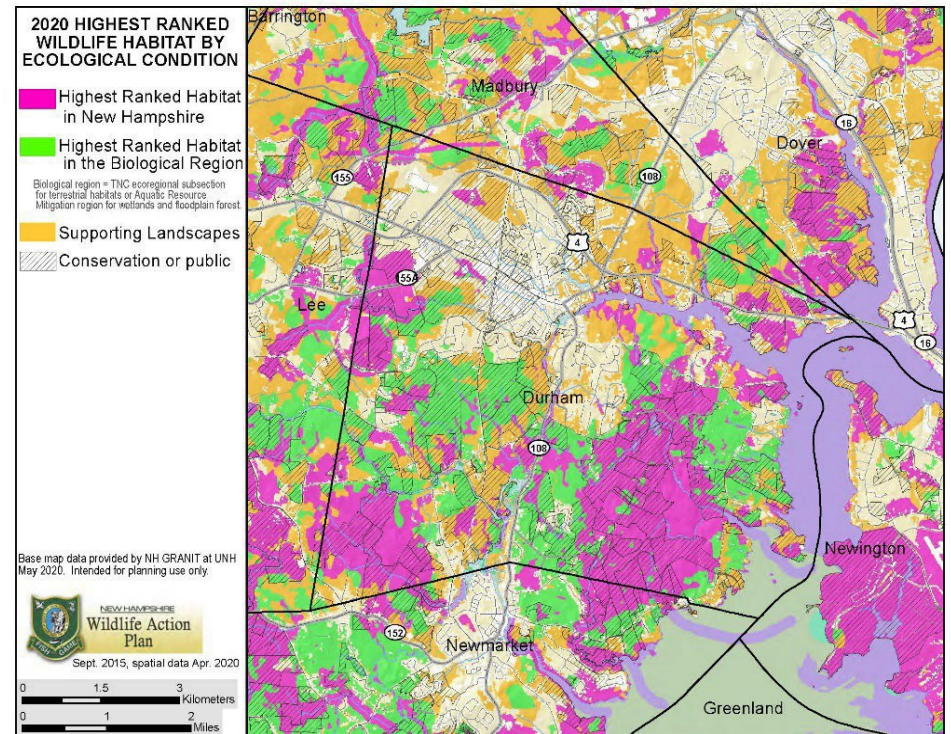 2020 HIGHEST RANKED
WILDLIFE HABITAT BY
ECOLOGICAL CONDITION
Highest Ranked Habitat
in New Hampshire
Highest Ranked Habitat
in the Biological Region
Biological region = TNC ecoregional subsection
for terrestrial habitats or Aquatic Resource
Mitigation region for wetlands and floodplain forest.
Supporting Landscapes
Conservation or public
Base map data provided by NH GRANIT at UNH
May 2020. Intended for planning use only.
FISH GAME
NEW HAMPSHIRE
Wildlife Action
Plan
Sept. 2015, spatial data Apr. 2020
0 1.5 3
Kilometers
0 1 2
Miles
Barrington
Madbury
16
Dover
155
108
4
55A
Lee
4
16
Durham
108
Newington
152
Newmarket
Greenland